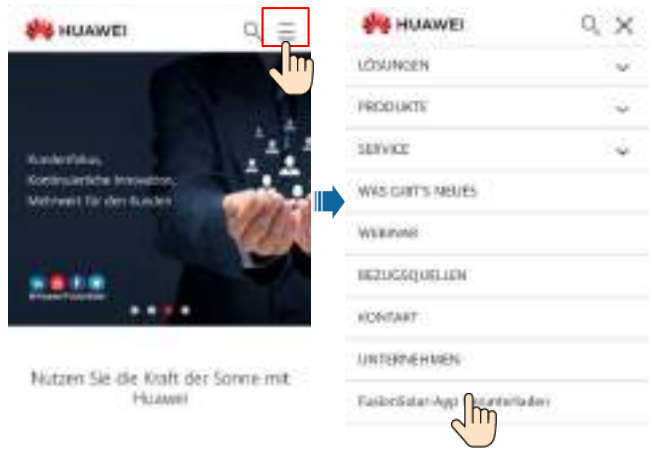 HUAWEI
Kundenfokus,
Kontinuierliche Innovation,
Mehrwert für den Kunden
Nutzen Sie die Kraft der Sonne mit
Huawei
HUAWEI
LÖSUNGEN
PRODUKTE
SERVICE
WAS GIBT'S NEUES
WEBINAR
BEZUGSQUELLEN
KONTAKT
UNTERNEHMEN
FusionSolar-App herunterladen